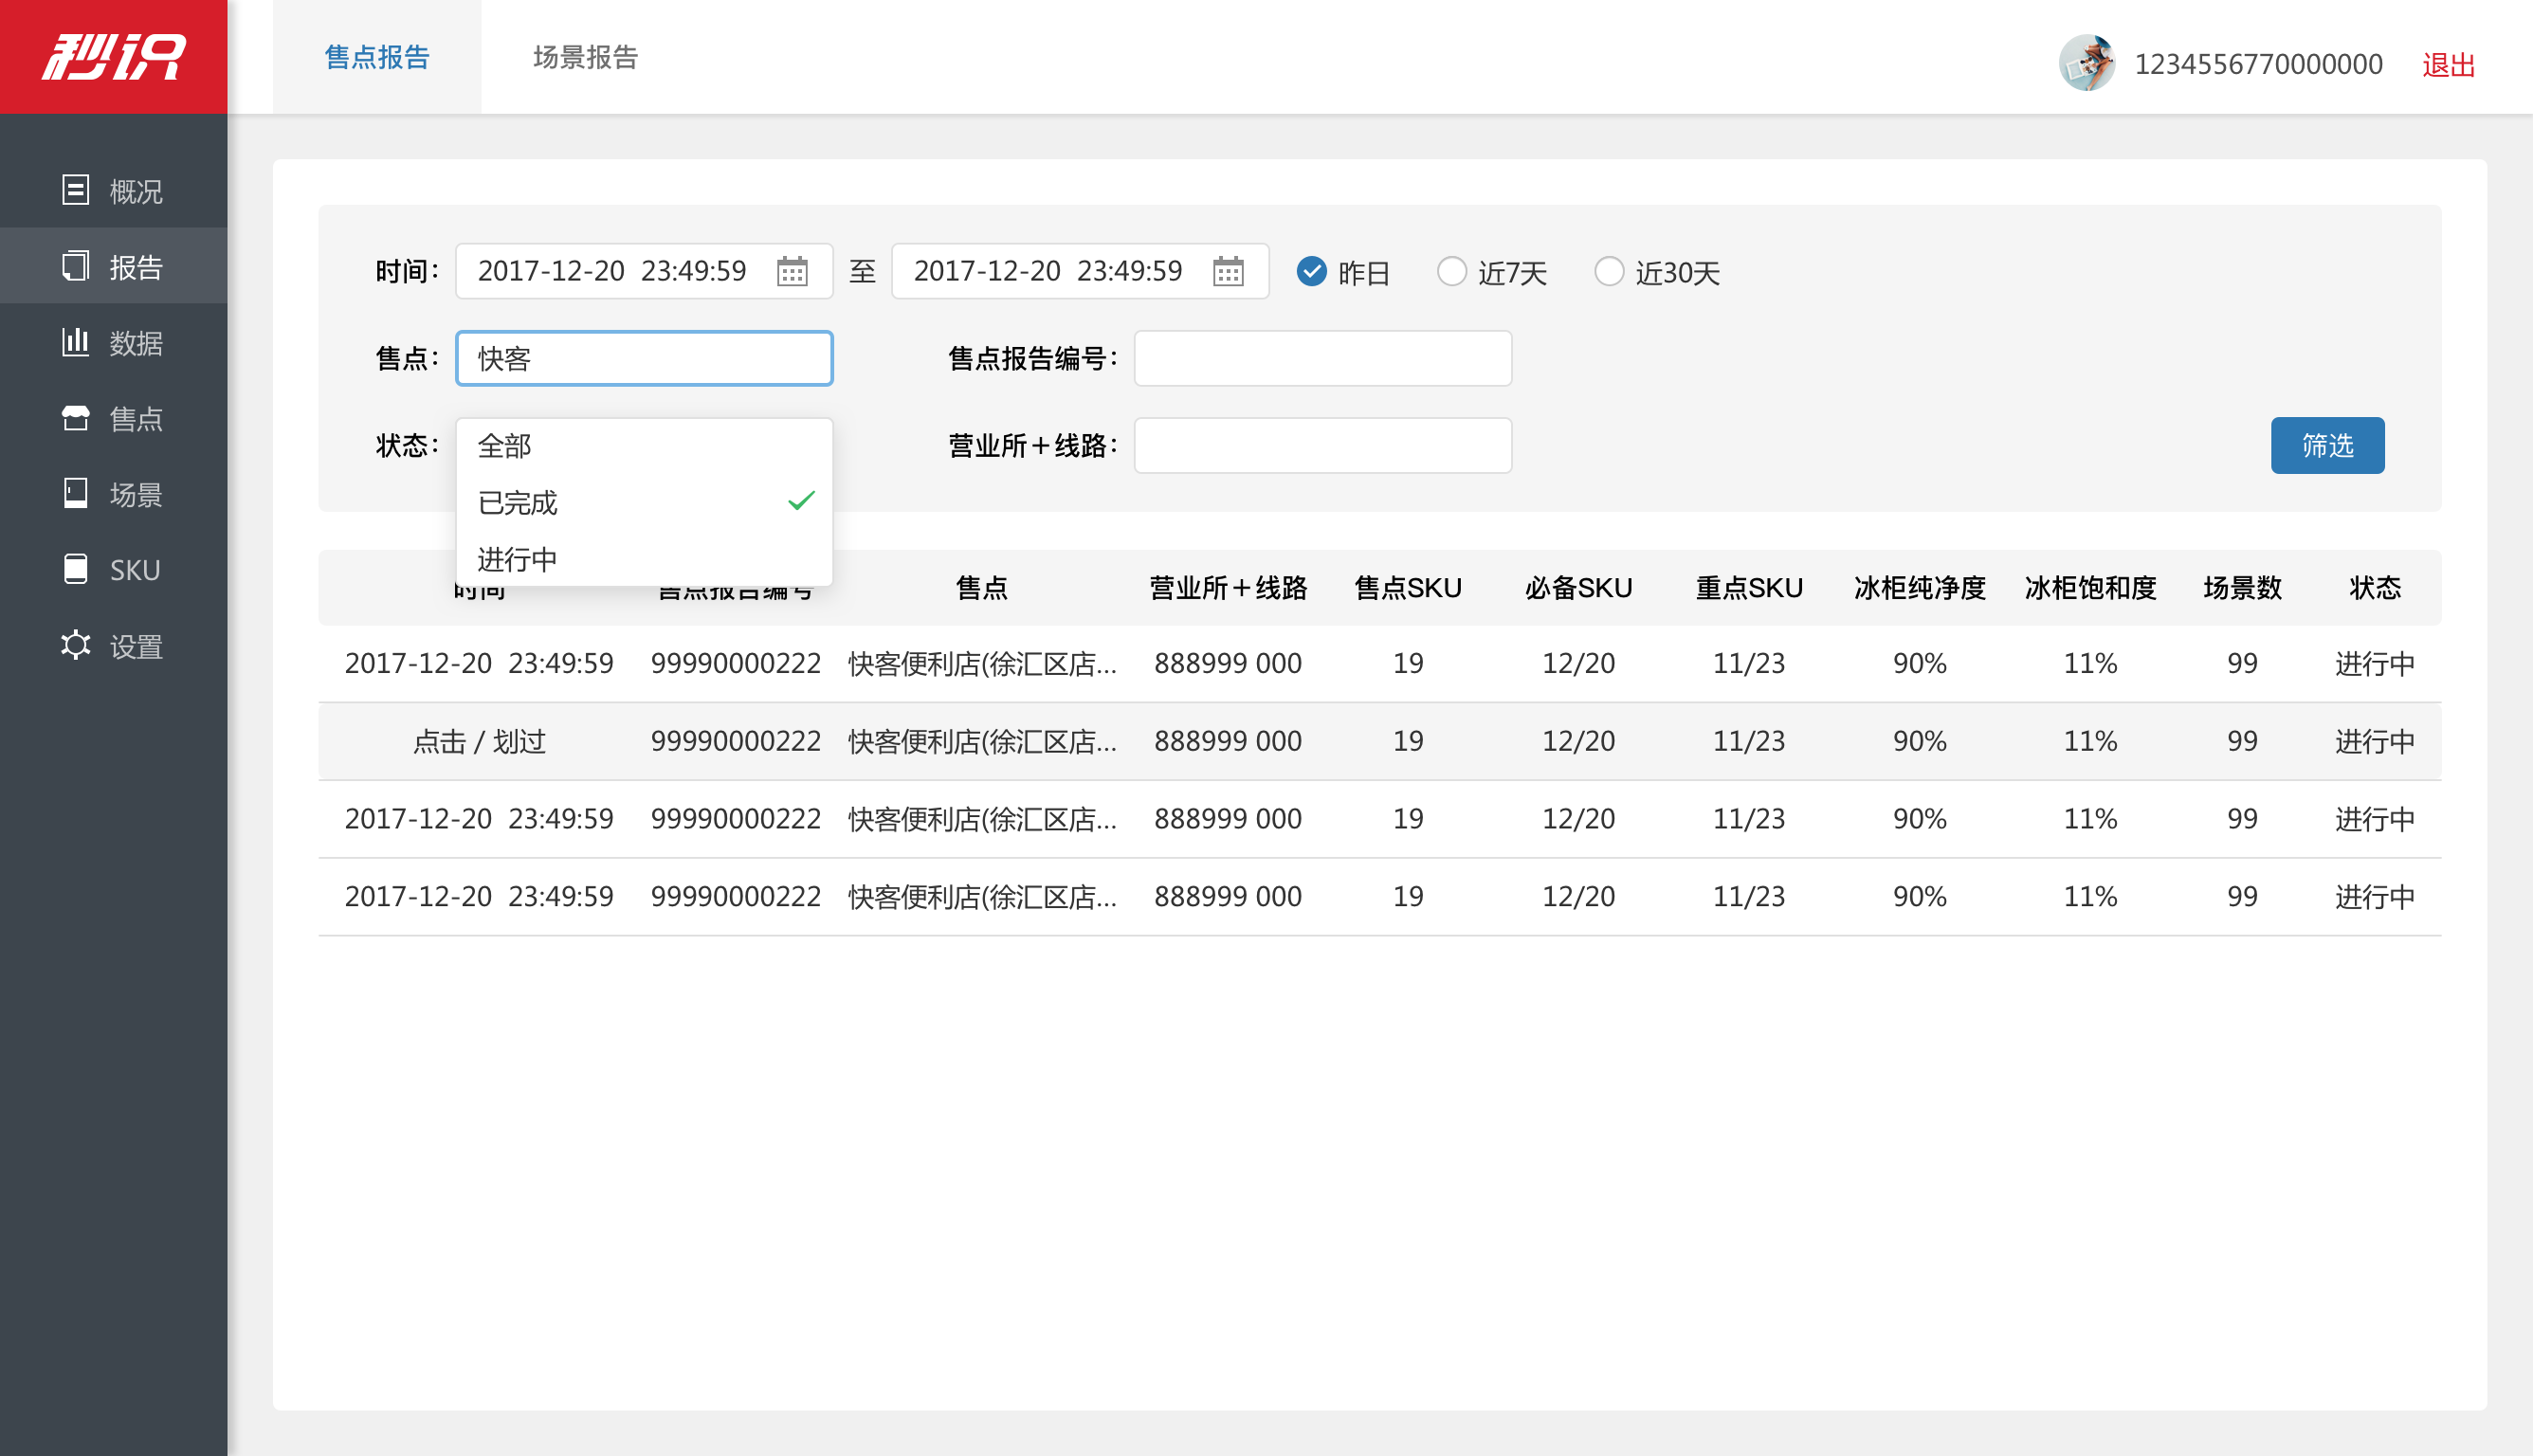 秒识
售点报告 场景报告 1234556770000000 退出
概况
报告
数据
售点
场景
SKU
设置
时间： 2017-12-20 23:49:59 至 2017-12-20 23:49:59 昨日 近7天 近30天
售点： 快客 售点报告编号：
状态： 全部 营业所＋线路： 筛选
已完成
进行中
时间 售点报告编号 售点 营业所＋线路 售点SKU 必备SKU 重点SKU 冰柜纯净度 冰柜饱和度 场景数 状态
2017-12-20 23:49:59 99990000222 快客便利店(徐汇区店... 888999 000 19 12/20 11/23 90% 11% 99 进行中
点击 / 划过 99990000222 快客便利店(徐汇区店... 888999 000 19 12/20 11/23 90% 11% 99 进行中
2017-12-20 23:49:59 99990000222 快客便利店(徐汇区店... 888999 000 19 12/20 11/23 90% 11% 99 进行中
2017-12-20 23:49:59 99990000222 快客便利店(徐汇区店... 888999 000 19 12/20 11/23 90% 11% 99 进行中